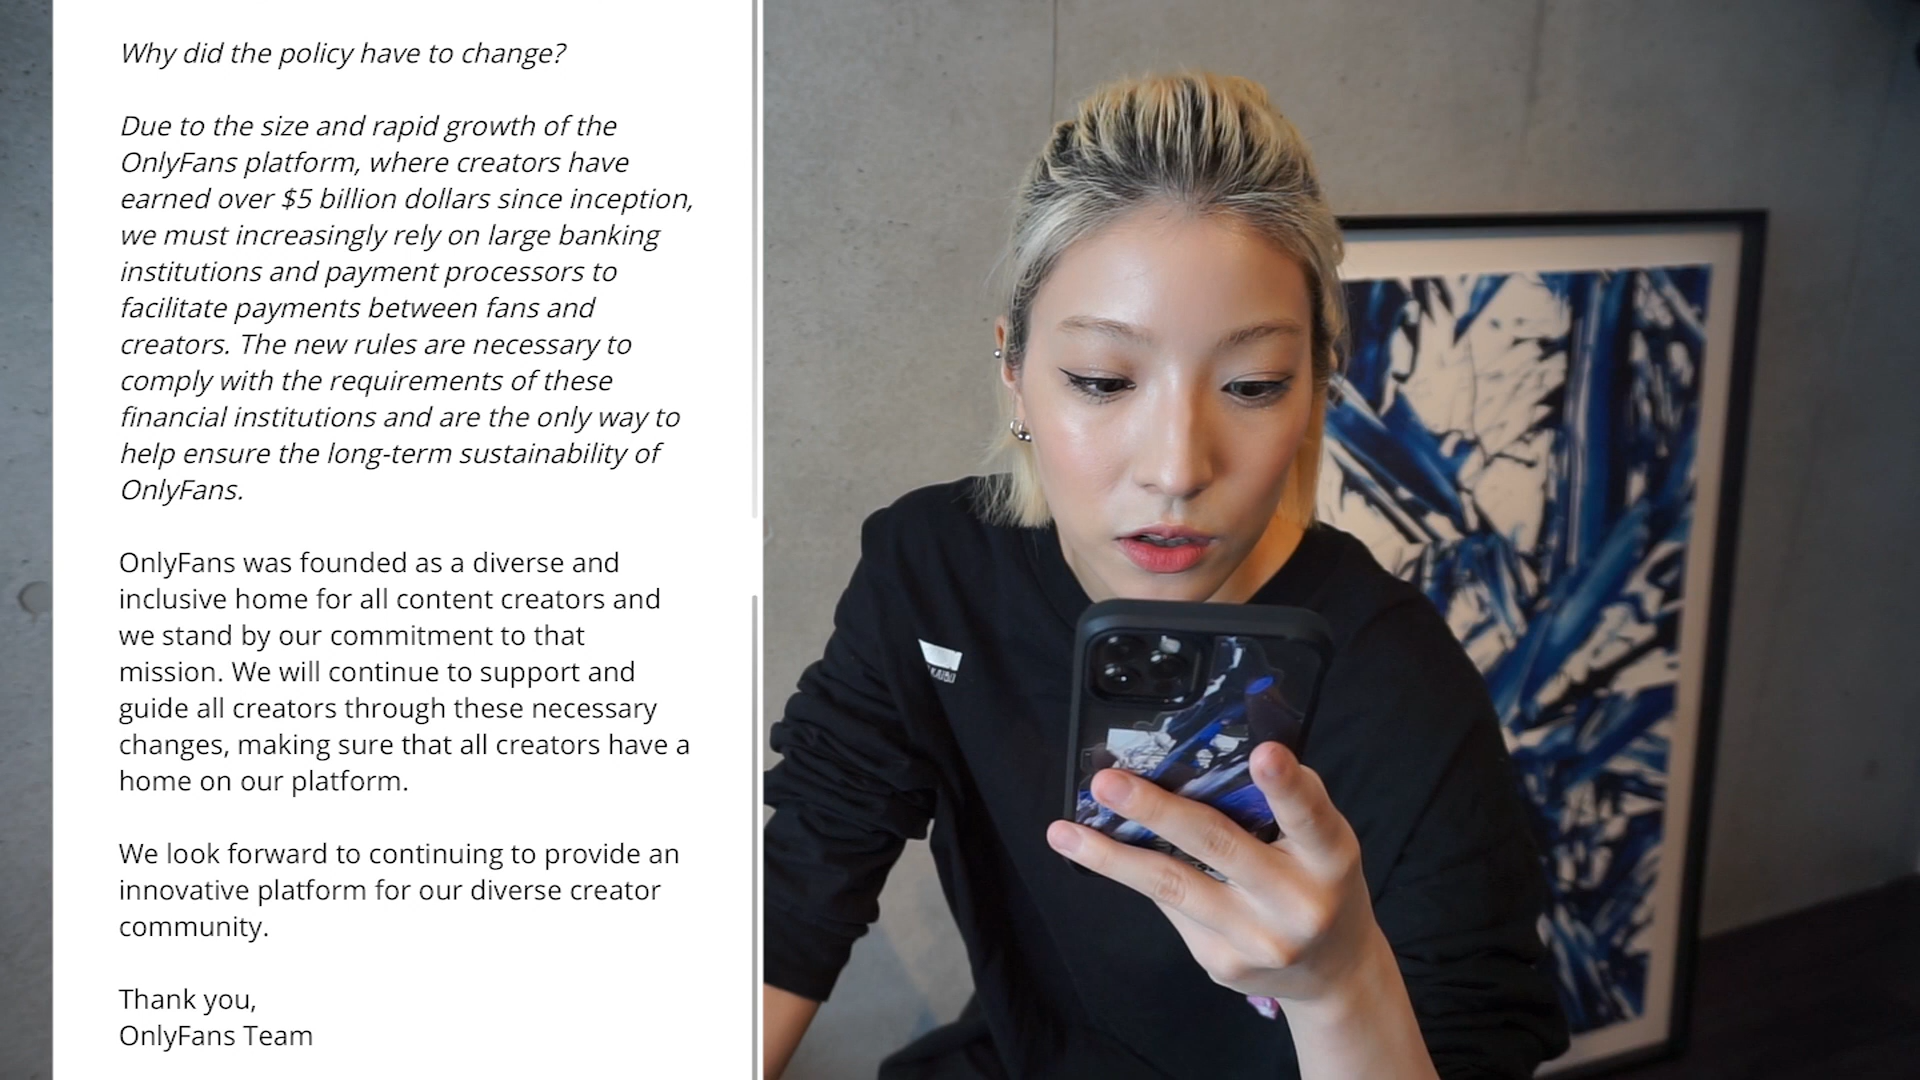 Why did the policy have to change?
Due to the size and rapid growth of the
OnlyFans platform, where creators have
earned over $5 billion dollars since inception,
we must increasingly rely on large banking
institutions and payment processors to
facilitate payments between fans and
creators. The new rules are necessary to
comply with the requirements of these
financial institutions and are the only way to
help ensure the long-term sustainability of
OnlyFans.
OnlyFans was founded as a diverse and
inclusive home for all content creators and
we stand by our commitment to that
mission. We will continue to support and
guide all creators through these necessary
changes, making sure that all creators have a
home on our platform.
We look forward to continuing to provide an
innovative platform for our diverse creator
community.
Thank you,
OnlyFans Team